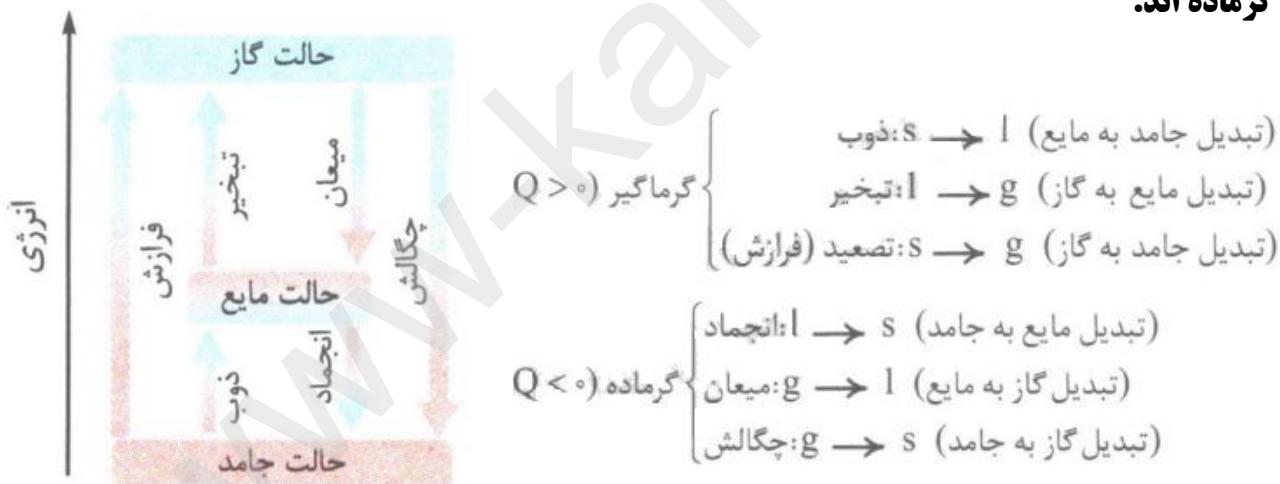 گرماده اند.
انرژی
حالت گاز
فرازش
تبخیر
میعان
چگالش
حالت مایع
ذوب
انجماد
حالت جامد
گرماگیر (Q > ۰
ذوب: s → l (تبدیل جامد به مایع)
تبخیر: l → g (تبدیل مایع به گاز)
تصعید (فرازش): s → g (تبدیل جامد به گاز)
گرماده (Q < ۰
انجماد: l → s (تبدیل مایع به جامد)
میعان: g → l (تبدیل گاز به مایع)
چگالش: g → s (تبدیل گاز به جامد)